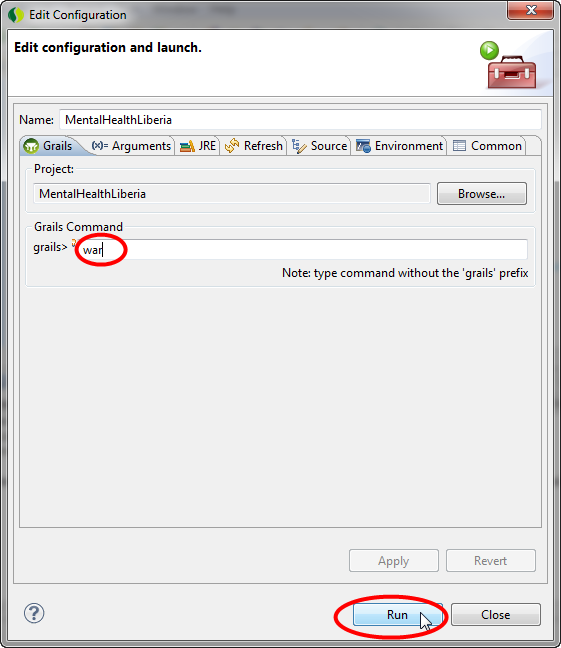 Edit Configuration
Edit configuration and launch.
Name: MentalHealthLiberia
Grails (x)= Arguments JRE Refresh Source Environment Common
Project:
MentalHealthLiberia Browse...
Grails Command
grails> war
Note: type command without the 'grails' prefix
Apply Revert
? Run Close